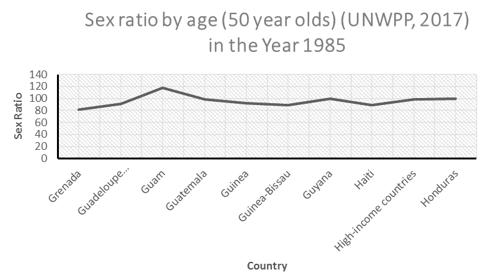 Sex ratio by age (50 year olds) (UNWPP, 2017)
in the Year 1985
140
120
100
80
60
40
20
0
Sex Ratio
Grenada
Guadeloupe...
Guam
Guatemala
Guinea
Guinea-Bissau
Guyana
Haiti
High-income countries
Honduras
Country